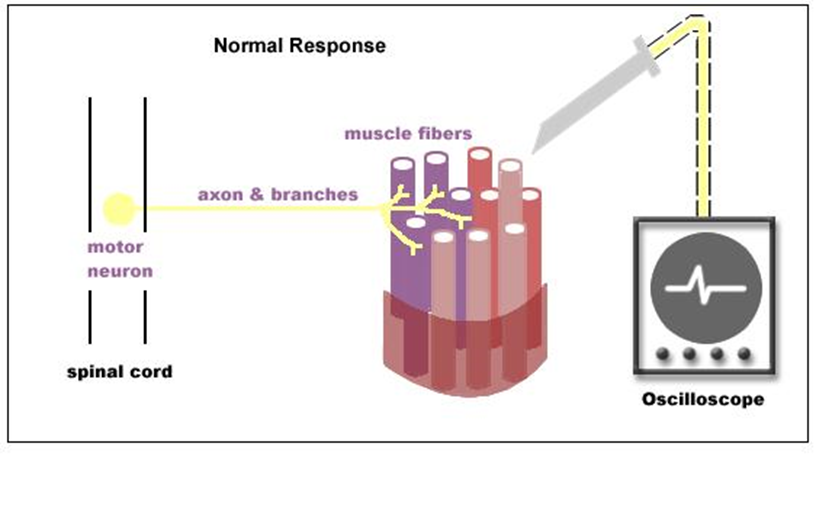 Normal Response
muscle fibers
axon & branches
motor
neuron
spinal cord
Oscilloscope